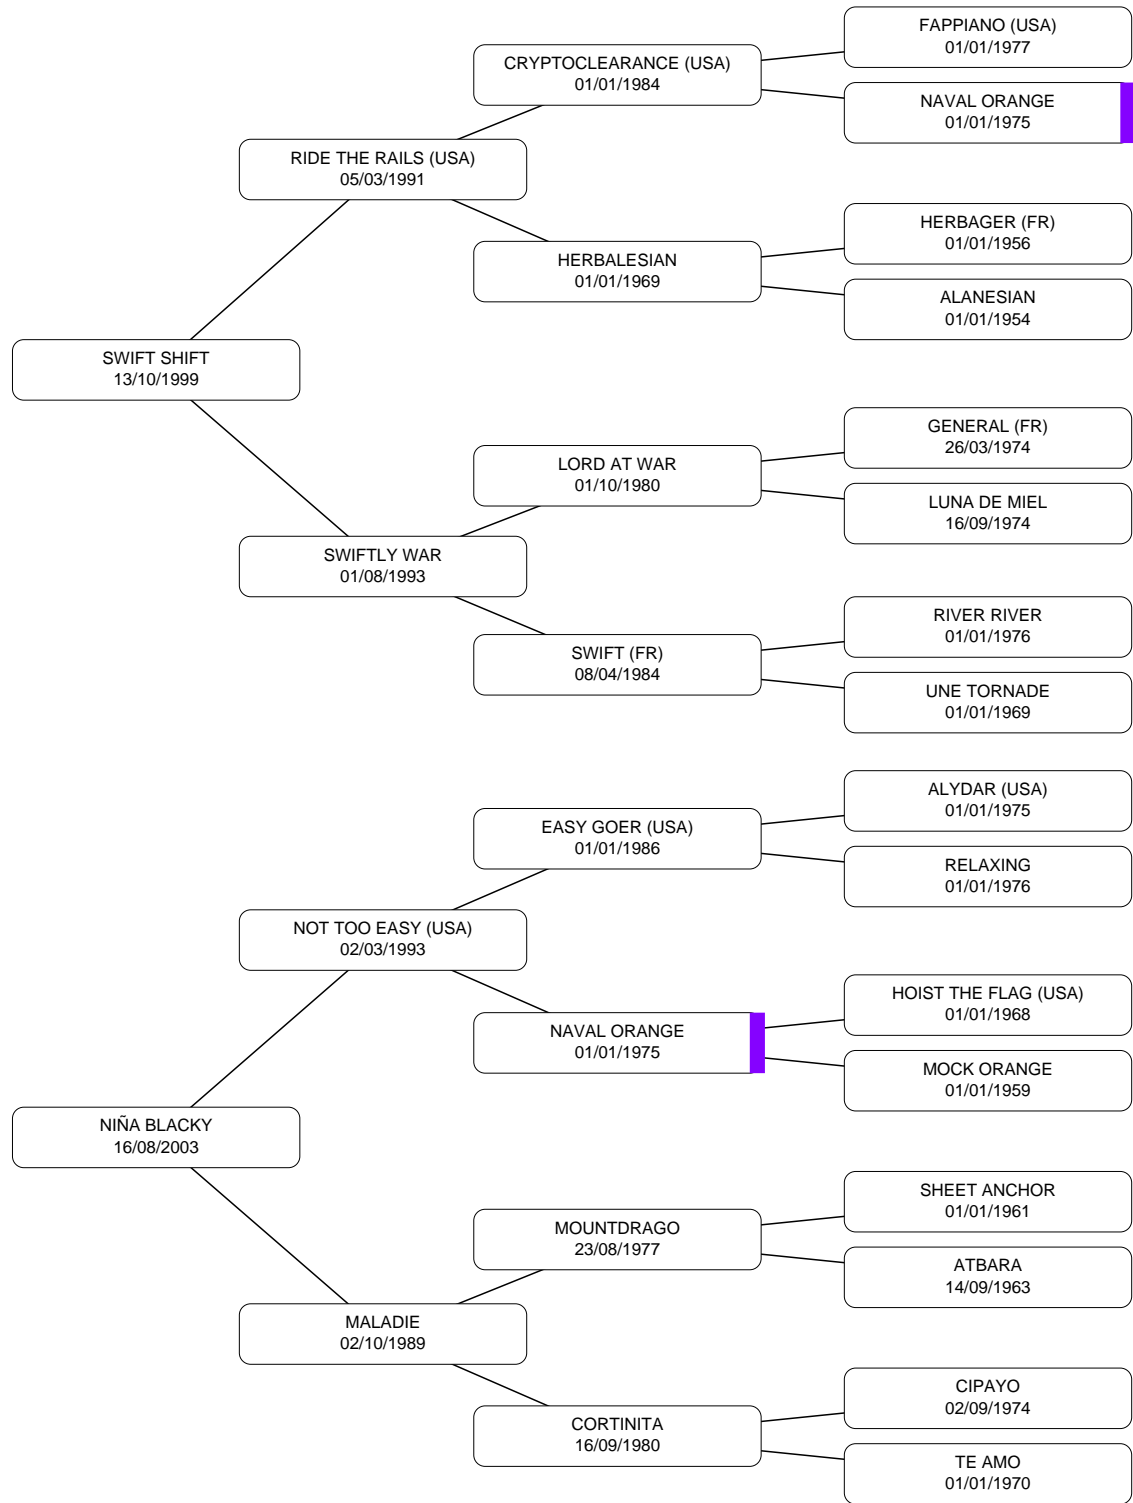 FAPPIANO (USA)
01/01/1977
CRYPTOCLEARANCE (USA)
01/01/1984
NAVAL ORANGE
01/01/1975
RIDE THE RAILS (USA)
05/03/1991
HERBAGER (FR)
01/01/1956
HERBALESIAN
01/01/1969
ALANESIAN
01/01/1954
SWIFT SHIFT
13/10/1999
GENERAL (FR)
26/03/1974
LORD AT WAR
01/10/1980
LUNA DE MIEL
16/09/1974
SWIFTLY WAR
01/08/1993
RIVER RIVER
01/01/1976
SWIFT (FR)
08/04/1984
UNE TORNADE
01/01/1969
ALYDAR (USA)
01/01/1975
EASY GOER (USA)
01/01/1986
RELAXING
01/01/1976
NOT TOO EASY (USA)
02/03/1993
HOIST THE FLAG (USA)
01/01/1968
NAVAL ORANGE
01/01/1975
MOCK ORANGE
01/01/1959
NIÑA BLACKY
16/08/2003
SHEET ANCHOR
01/01/1961
MOUNTDRAGO
23/08/1977
ATBARA
14/09/1963
MALADIE
02/10/1989
CIPAYO
02/09/1974
CORTINITA
16/09/1980
TE AMO
01/01/1970